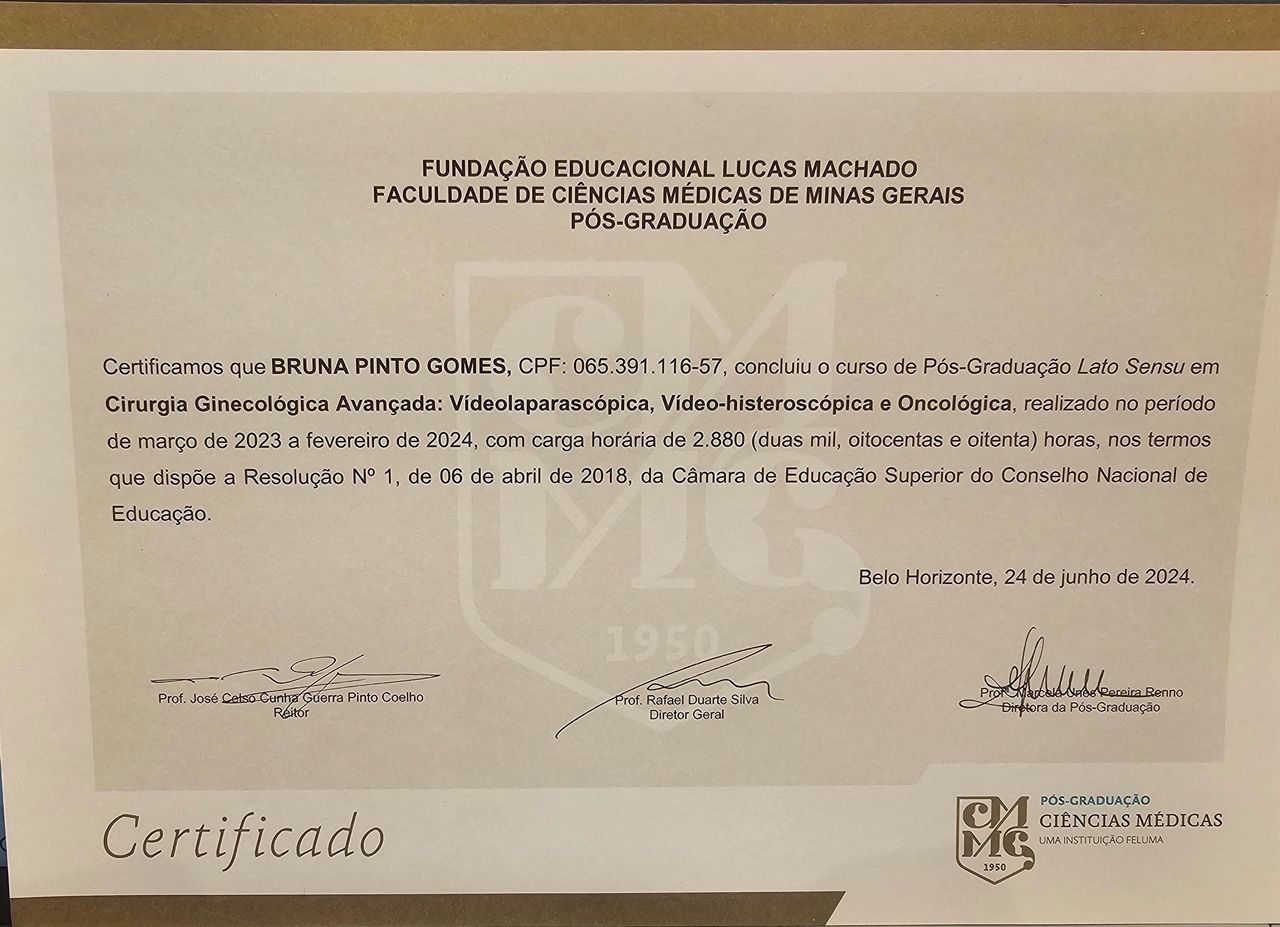 FUNDAÇÃO EDUCACIONAL LUCAS MACHADO
FACULDADE DE CIÊNCIAS MÉDICAS DE MINAS GERAIS
PÓS-GRADUAÇÃO
Certificamos que BRUNA PINTO GOMES, CPF: 065.391.116-57, concluiu o curso de Pós-Graduação Lato Sensu em
Cirurgia Ginecológica Avançada: Vídeolaparascópica, Vídeo-histeroscópica e Oncológica, realizado no período
de março de 2023 a fevereiro de 2024, com carga horária de 2.880 (duas mil, oitocentas e oitenta) horas, nos termos
que dispõe a Resolução Nº 1, de 06 de abril de 2018, da Câmara de Educação Superior do Conselho Nacional de
Educação.
Belo Horizonte, 24 de junho de 2024.
CMMG
1950
Prof. José Celso Cunha Guerra Pinto Coelho
Reitor
Prof. Rafael Duarte Silva
Diretor Geral
Profª Marcela Unes Pereira Renno
Diretora da Pós-Graduação
Certificado
CMMG
1950
PÓS-GRADUAÇÃO
CIÊNCIAS MÉDICAS
UMA INSTITUIÇÃO FELUMA